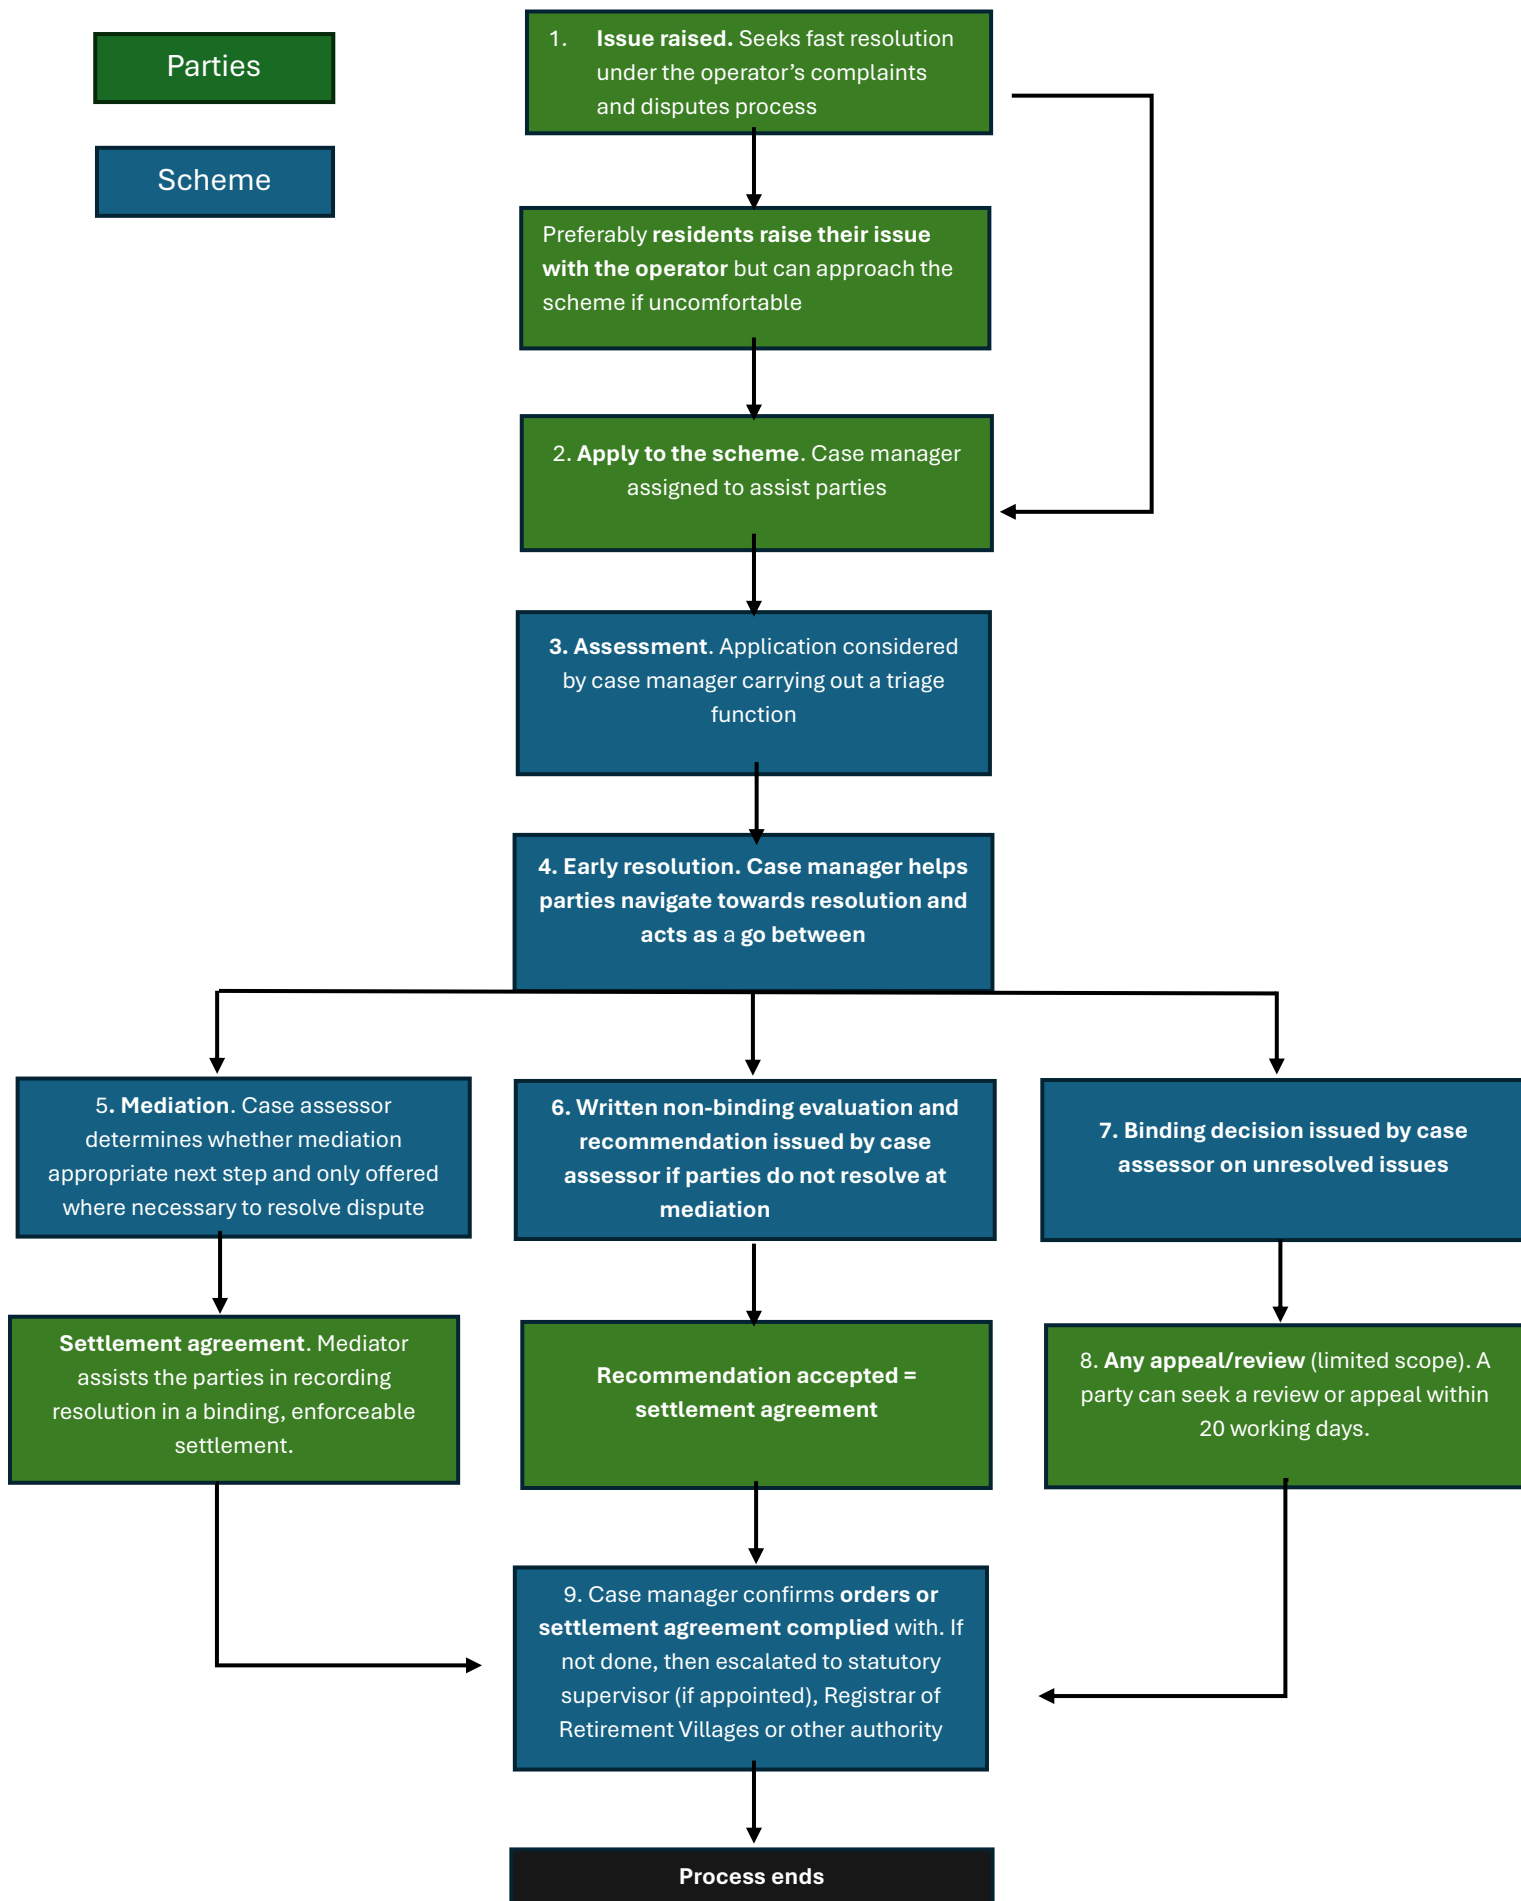 Parties
Scheme
1. Issue raised. Seeks fast resolution
under the operator’s complaints
and disputes process
Preferably residents raise their issue
with the operator but can approach the
scheme if uncomfortable
2. Apply to the scheme. Case manager
assigned to assist parties
3. Assessment. Application considered
by case manager carrying out a triage
function
4. Early resolution. Case manager helps
parties navigate towards resolution and
acts as a go between
5. Mediation. Case assessor
determines whether mediation
appropriate next step and only offered
where necessary to resolve dispute
6. Written non-binding evaluation and
recommendation issued by case
assessor if parties do not resolve at
mediation
7. Binding decision issued by case
assessor on unresolved issues
Settlement agreement. Mediator
assists the parties in recording
resolution in a binding, enforceable
settlement.
Recommendation accepted =
settlement agreement
8. Any appeal/review (limited scope). A
party can seek a review or appeal within
20 working days.
9. Case manager confirms orders or
settlement agreement complied with. If
not done, then escalated to statutory
supervisor (if appointed), Registrar of
Retirement Villages or other authority
Process ends